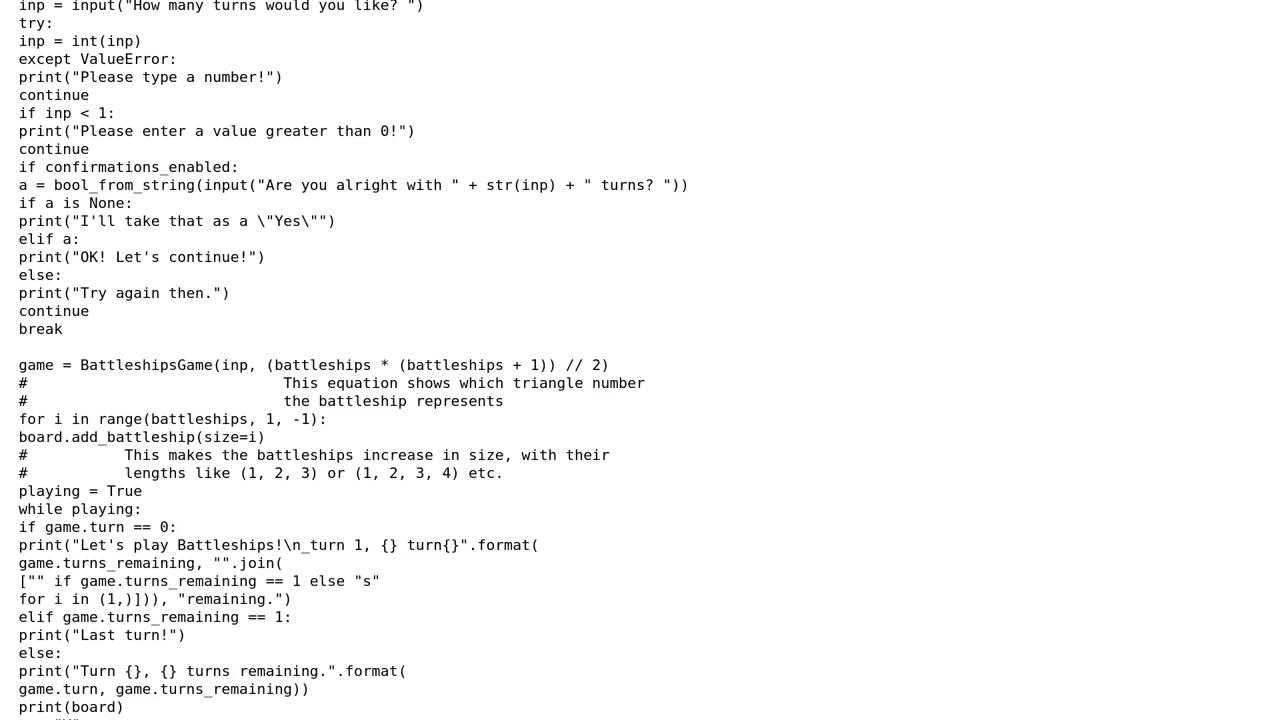 inp = input("How many turns would you like? ")
try:
inp = int(inp)
except ValueError:
print("Please type a number!")
continue
if inp < 1:
print("Please enter a value greater than 0!")
continue
if confirmations_enabled:
a = bool_from_string(input("Are you alright with " + str(inp) + " turns? "))
if a is None:
print("I'll take that as a \"Yes\"")
elif a:
print("OK! Let's continue!")
else:
print("Try again then.")
continue
break

game = BattleshipsGame(inp, (battleships * (battleships + 1)) // 2)
#                             This equation shows which triangle number
#                             the battleship represents
for i in range(battleships, 1, -1):
board.add_battleship(size=i)
#           This makes the battleships increase in size, with their
#           lengths like (1, 2, 3) or (1, 2, 3, 4) etc.
playing = True
while playing:
if game.turn == 0:
print("Let's play Battleships!\n_turn 1, {} turn{}".format(
game.turns_remaining, "".join(
["" if game.turns_remaining == 1 else "s"
for i in (1,)])), "remaining.")
elif game.turns_remaining == 1:
print("Last turn!")
else:
print("Turn {}, {} turns remaining.".format(
game.turn, game.turns_remaining))
print(board)